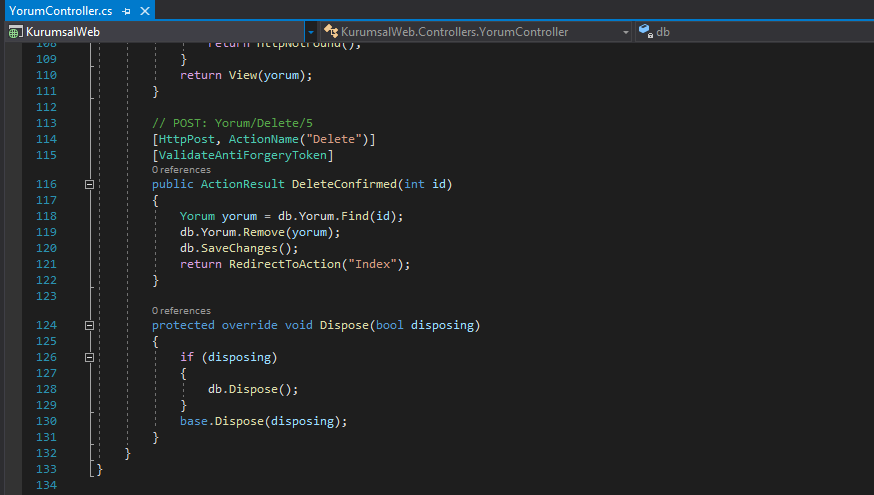 YorumController.cs
KurumsalWeb KurumsalWeb.Controllers.YorumController db
108 return HttpNotFound();
109 }
110 return View(yorum);
111 }
112
113 // POST: Yorum/Delete/5
114 [HttpPost, ActionName("Delete")]
115 [ValidateAntiForgeryToken]
0 references
116 public ActionResult DeleteConfirmed(int id)
117 {
118 Yorum yorum = db.Yorum.Find(id);
119 db.Yorum.Remove(yorum);
120 db.SaveChanges();
121 return RedirectToAction("Index");
122 }
123
0 references
124 protected override void Dispose(bool disposing)
125 {
126 if (disposing)
127 {
128 db.Dispose();
129 }
130 base.Dispose(disposing);
131 }
132 }
133 }
134